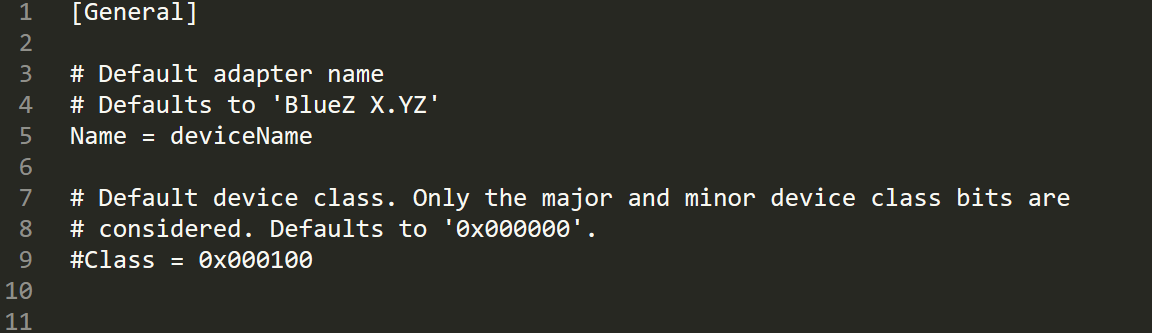 1 [General]
2
3 # Default adapter name
4 # Defaults to 'BlueZ X.YZ'
5 Name = deviceName
6
7 # Default device class. Only the major and minor device class bits are
8 # considered. Defaults to '0x000000'.
9 #Class = 0x000100
10
11